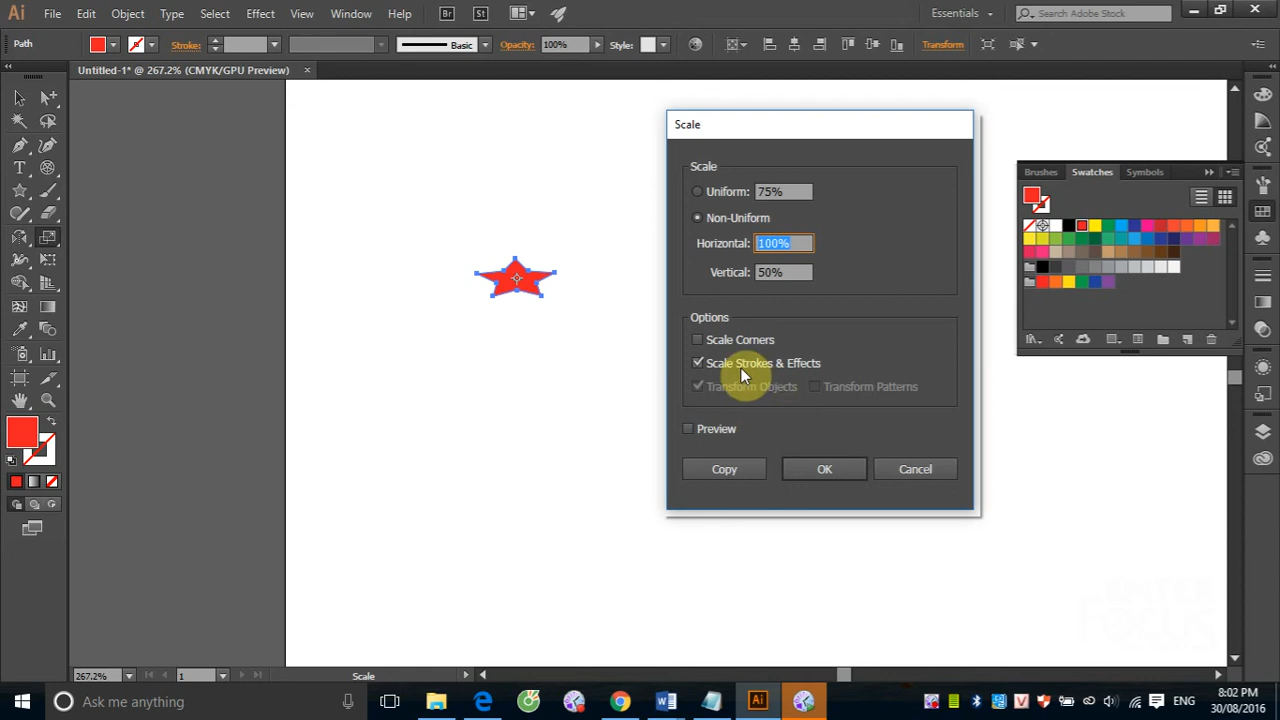 Ai File Edit Object Type Select Effect View Window Help Br St Essentials Search Adobe Stock
Path Stroke: Basic Opacity: 100% Style: Transform
Untitled-1* @ 267.2% (CMYK/GPU Preview) ×
Scale
Scale
Uniform: 75%
Non-Uniform
Horizontal: 100%
Vertical: 50%
Options
Scale Corners
Scale Strokes & Effects
Transform Objects Transform Patterns
Preview
Copy OK Cancel
Brushes Swatches Symbols
267.2% 1 Scale
Ask me anything
Ai
ENG
8:02 PM
30/08/2016